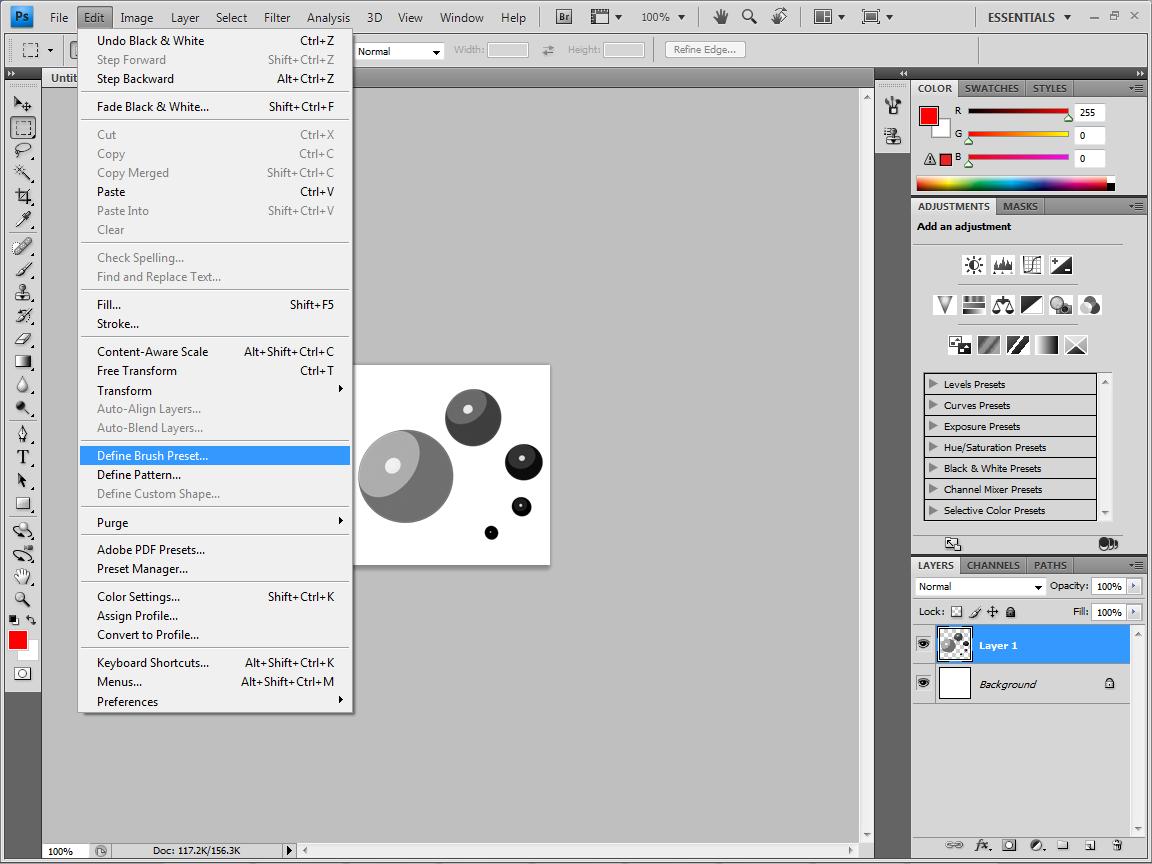 Ps File Edit Image Layer Select Filter Analysis 3D View Window Help Br 100% ESSENTIALS
Normal Width: Height: Refine Edge...
Untit
Undo Black & White Ctrl+Z
Step Forward Shift+Ctrl+Z
Step Backward Alt+Ctrl+Z
Fade Black & White... Shift+Ctrl+F
Cut Ctrl+X
Copy Ctrl+C
Copy Merged Shift+Ctrl+C
Paste Ctrl+V
Paste Into Shift+Ctrl+V
Clear
Check Spelling...
Find and Replace Text...
Fill... Shift+F5
Stroke...
Content-Aware Scale Alt+Shift+Ctrl+C
Free Transform Ctrl+T
Transform
Auto-Align Layers...
Auto-Blend Layers...
Define Brush Preset...
Define Pattern...
Define Custom Shape...
Purge
Adobe PDF Presets...
Preset Manager...
Color Settings... Shift+Ctrl+K
Assign Profile...
Convert to Profile...
Keyboard Shortcuts... Alt+Shift+Ctrl+K
Menus... Alt+Shift+Ctrl+M
Preferences
T
COLOR SWATCHES STYLES
R 255
G 0
B 0
ADJUSTMENTS MASKS
Add an adjustment
Levels Presets
Curves Presets
Exposure Presets
Hue/Saturation Presets
Black & White Presets
Channel Mixer Presets
Selective Color Presets
LAYERS CHANNELS PATHS
Normal Opacity: 100%
Lock: Fill: 100%
Layer 1
Background
fx
100% Doc: 117.2K/156.3K